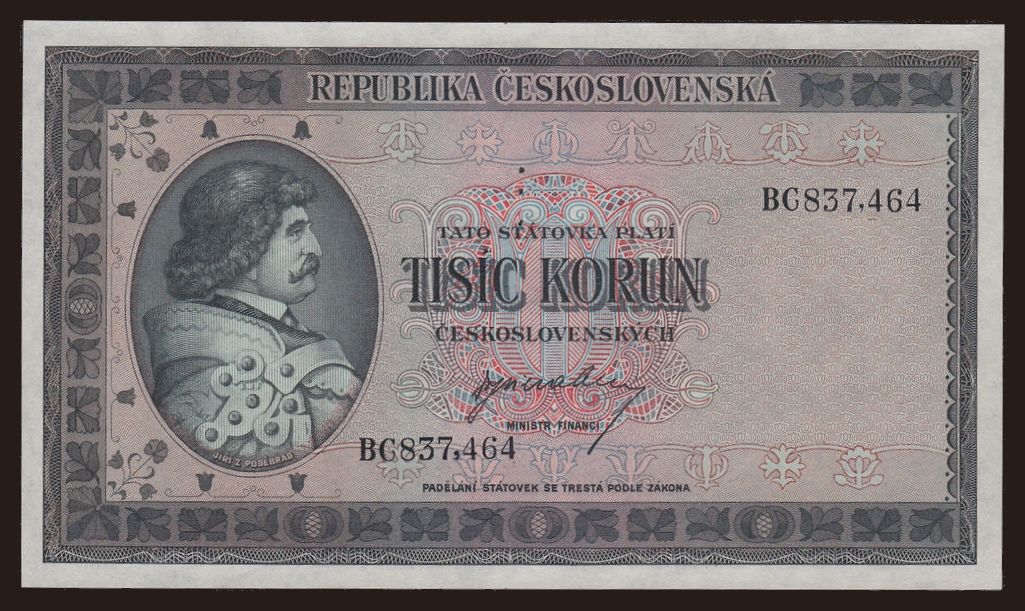 REPUBLIKA ČESKOSLOVENSKÁ
BC837,464
TATO STÁTOVKA PLATÍ
TISÍC KORUN
ČESKOSLOVENSKÝCH
MINISTR FINANCÍ
BC837,464
JIŘÍ Z PODĚBRAD
PADĚLÁNÍ STÁTOVEK SE TRESTÁ PODLE ZÁKONA